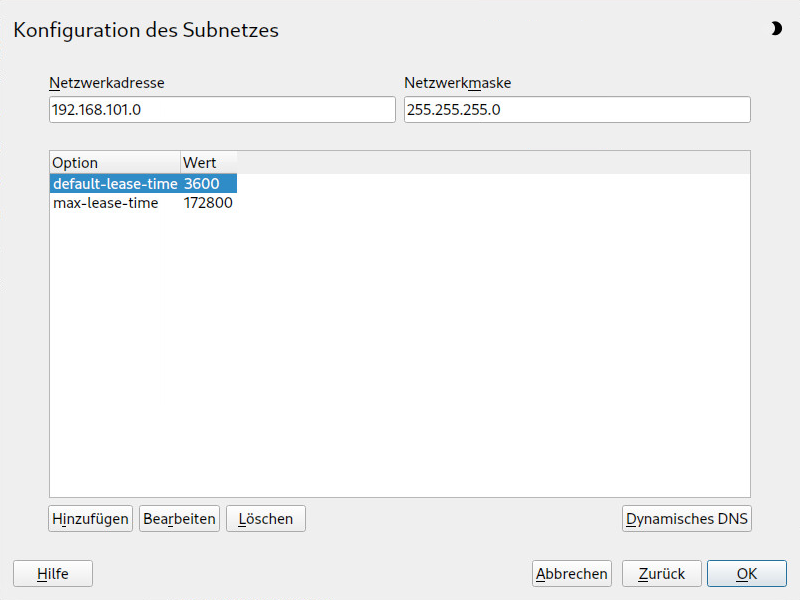 Konfiguration des Subnetzes
Netzwerkadresse Netzwerkmaske
192.168.101.0 255.255.255.0
Option Wert
default-lease-time 3600
max-lease-time 172800
Hinzufügen Bearbeiten Löschen Dynamisches DNS
Hilfe Abbrechen Zurück OK